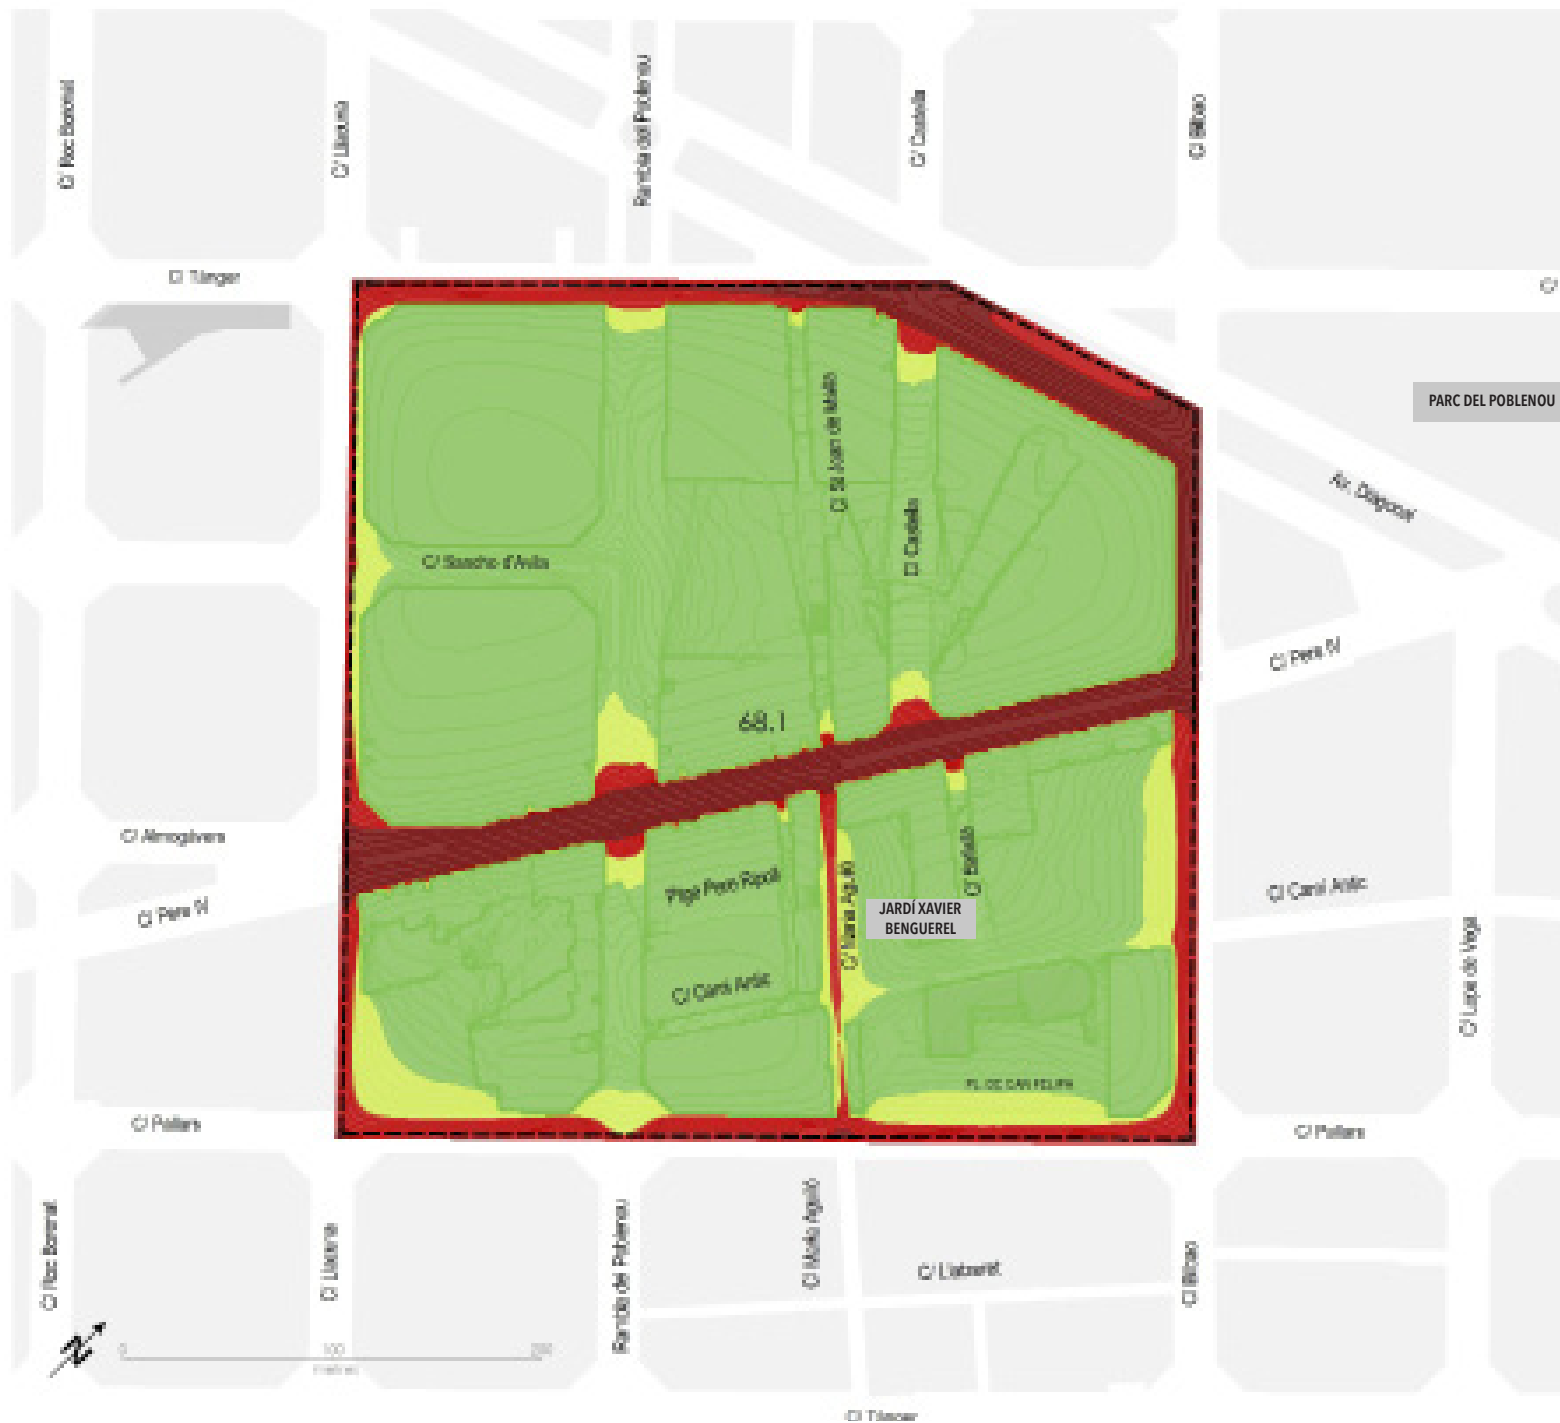 C/ Roc Boronat
C/ Llacuna
Rambla del Poblenou
C/ Castella
C/ Bilbao
C/ Tànger
C/
PARC DEL POBLENOU
C/ St Joan de Malta
Av. Diagonal
C/ Castella
C/ Sancho d'Avila
C/ Pere IV
68.1
C/ Almogàvers
C/ Pere IV
Ptge Pere Ripoll
C/ Marià Aguiló
JARDÍ XAVIER
BENGUEREL
C/ Camí Antic
C/ Camí Antic
C/ Lope de Vega
PL. DE CAN FELIPA
C/ Pallars
C/ Pallars
C/ Roc Boronat
C/ Llacuna
Rambla del Poblenou
C/ Marià Aguiló
C/ Llatzeret
C/ Bilbao
N
0
100
200
metres
C/ Tànger